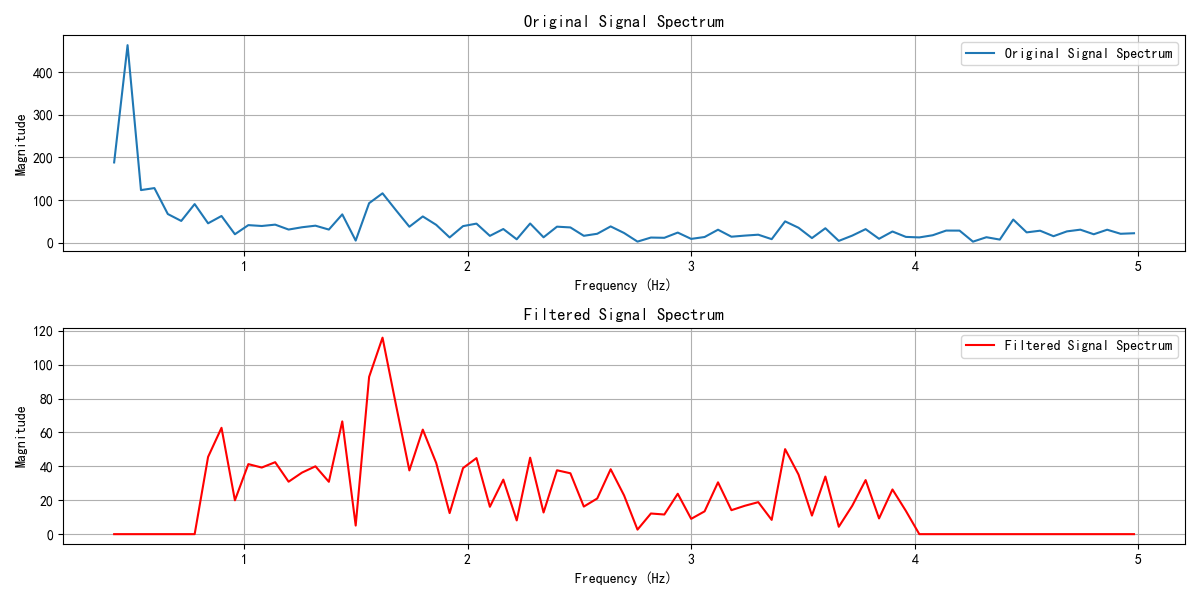 Original Signal Spectrum
Original Signal Spectrum
Magnitude
400
300
200
100
0
1 2 3 4 5
Frequency (Hz)
Filtered Signal Spectrum
Filtered Signal Spectrum
Magnitude
120
100
80
60
40
20
0
1 2 3 4 5
Frequency (Hz)